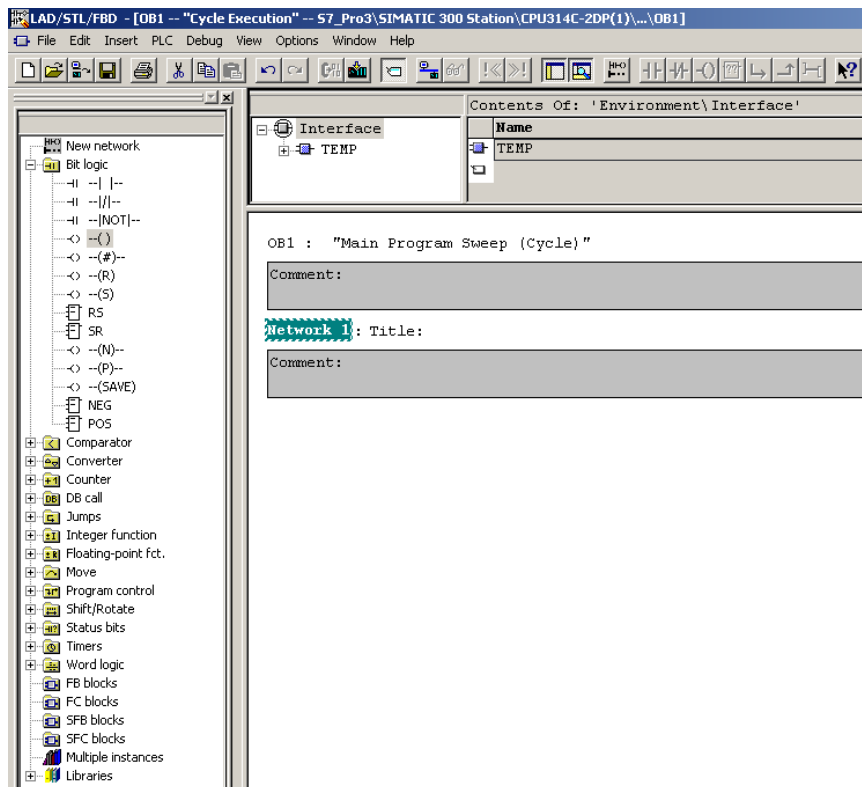 LAD/STL/FBD - [OB1 -- "Cycle Execution" -- S7_Pro3\SIMATIC 300 Station\CPU314C-2DP(1)\...\OB1]
File Edit Insert PLC Debug View Options Window Help
New network
Bit logic
--| |--
--|/|--
--|NOT|--
--()
--(#)--
--(R)
--(S)
RS
SR
--(N)--
--(P)--
--(SAVE)
NEG
POS
Comparator
Converter
Counter
DB call
Jumps
Integer function
Floating-point fct.
Move
Program control
Shift/Rotate
Status bits
Timers
Word logic
FB blocks
FC blocks
SFB blocks
SFC blocks
Multiple instances
Libraries
Interface
TEMP
Contents Of: 'Environment\Interface'
Name
TEMP
OB1 : "Main Program Sweep (Cycle)"
Comment:
Network 1: Title:
Comment: